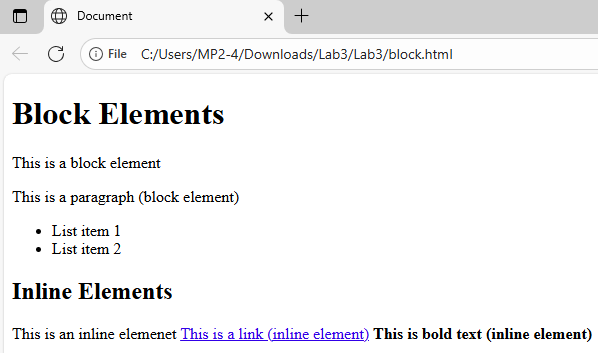 Document
File C:/Users/MP2-4/Downloads/Lab3/Lab3/block.html
Block Elements
This is a block element
This is a paragraph (block element)
• List item 1
• List item 2
Inline Elements
This is an inline elemenet This is a link (inline element) This is bold text (inline element)